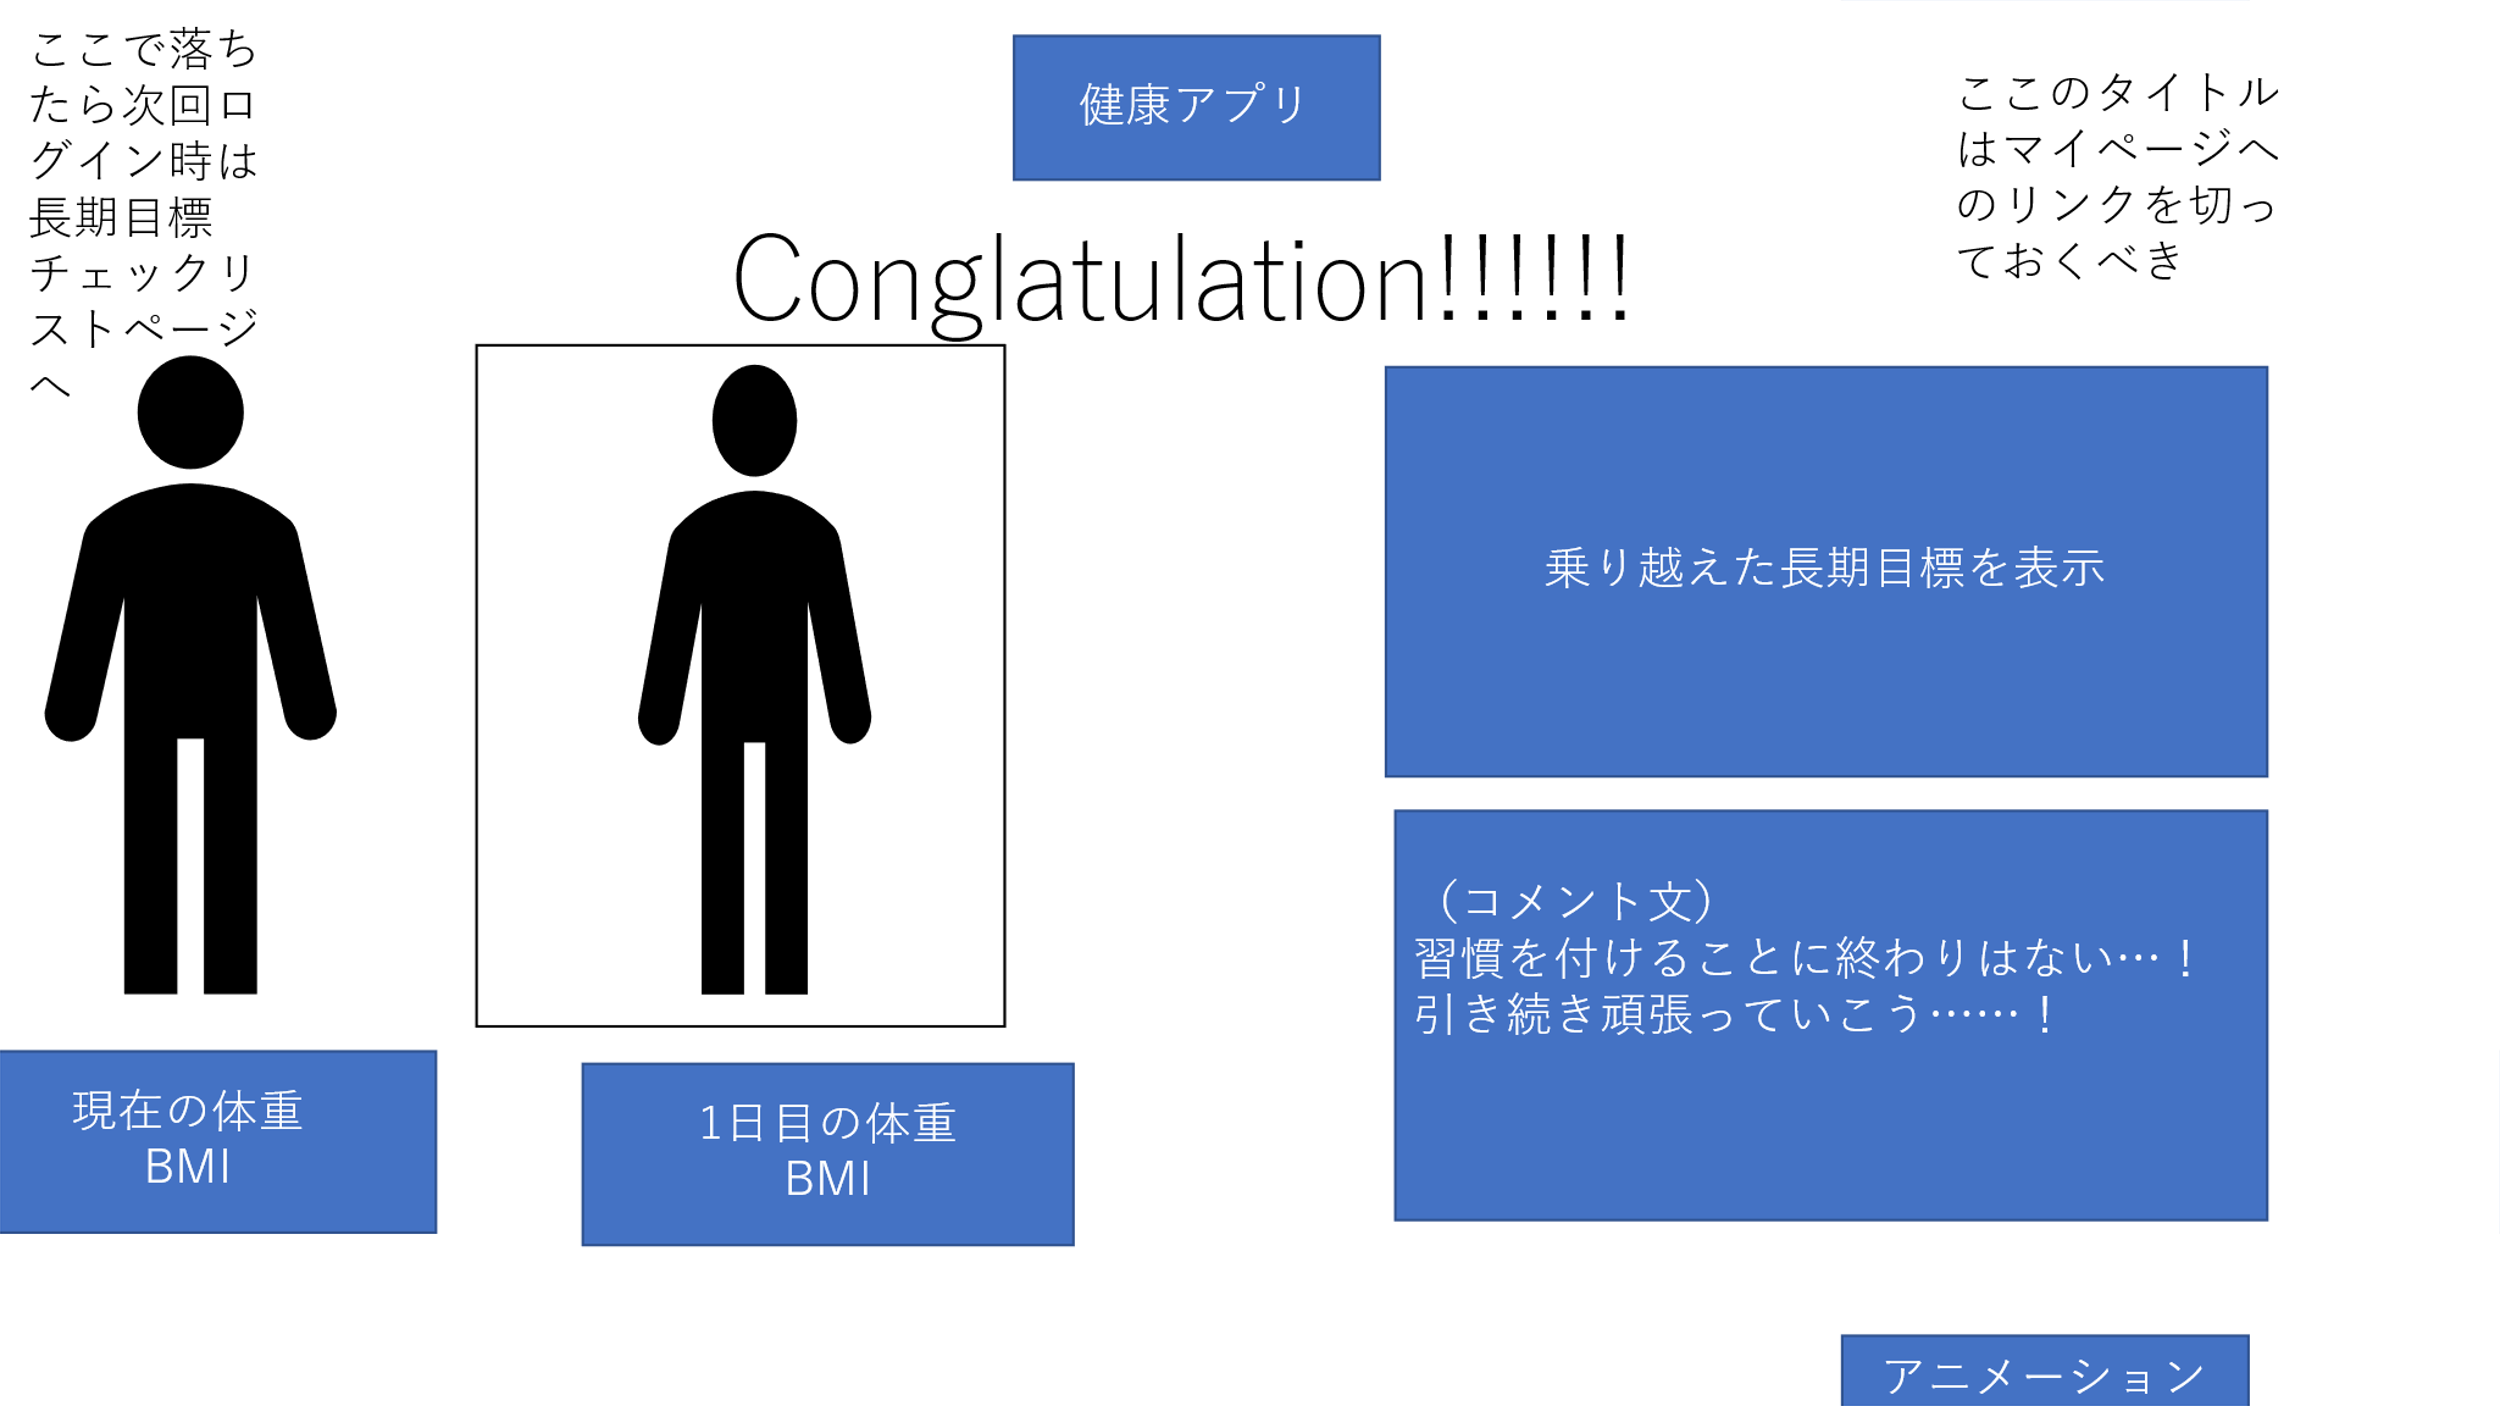 ここで落ち
たら次回ロ
グイン時は
長期目標
チェックリ
ストページ
へ
健康アプリ
ここのタイトル
はマイページへ
のリンクを切っ
ておくべき
Conglatulation!!!!!!
乗り越えた長期目標を表示
（コメント文）
習慣を付けることに終わりはない…！
引き続き頑張っていこう……！
現在の体重
BMI
1日目の体重
BMI
アニメーション